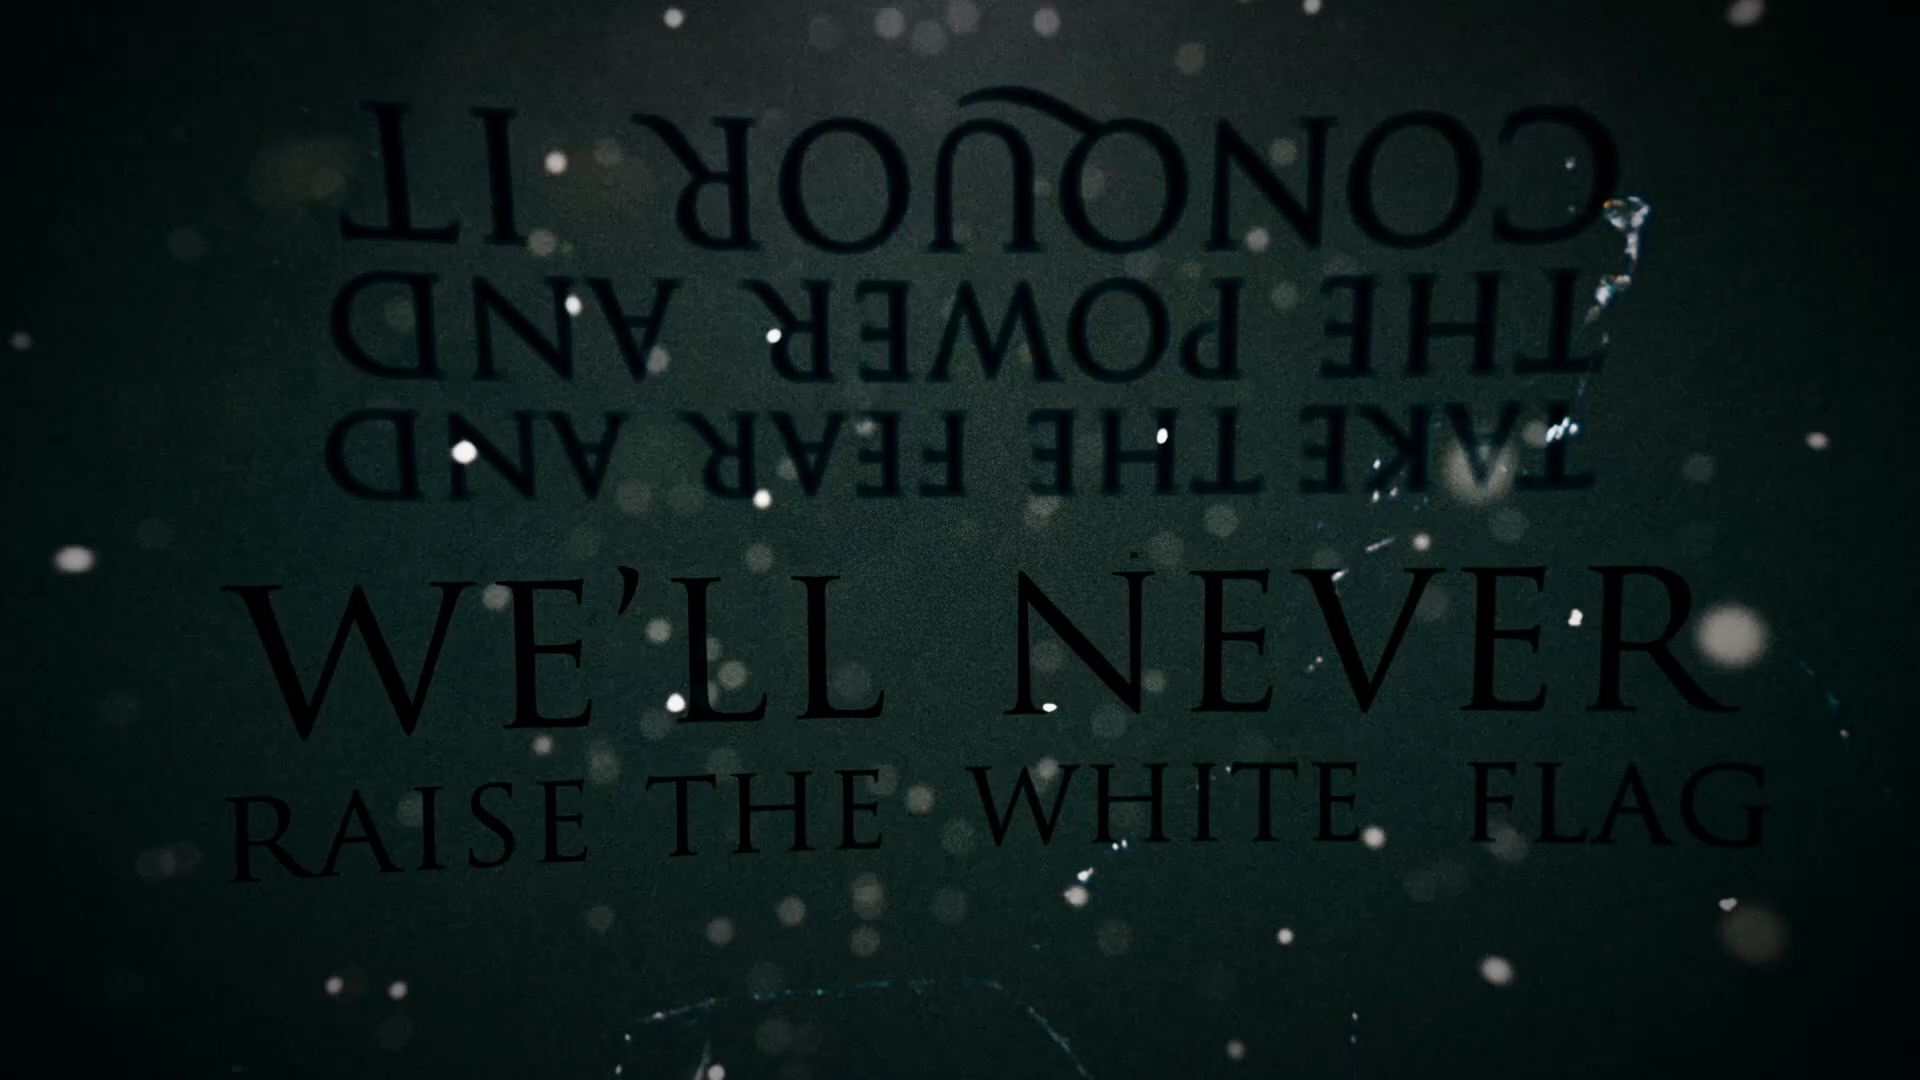 TAKE THE FEAR AND
THE POWER AND
CONQUOR IT
WE'LL NEVER
RAISE THE WHITE FLAG